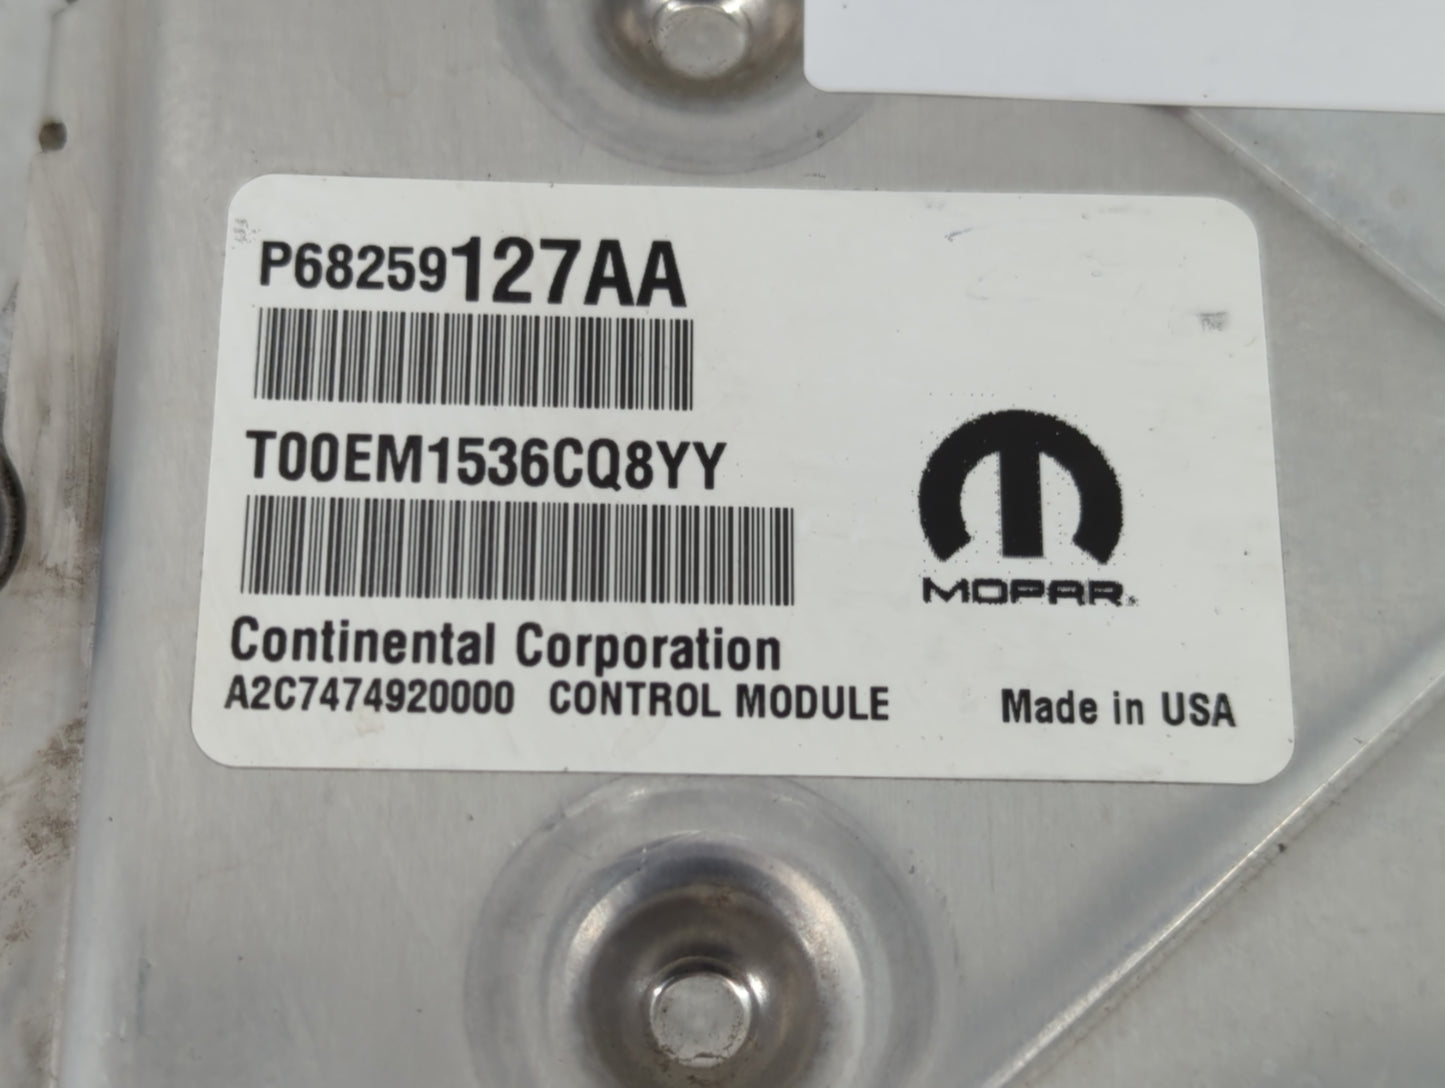 P68259127AA
T00EM1536CQ8YY
MOPAR.
Continental Corporation
A2C7474920000 CONTROL MODULE Made in USA